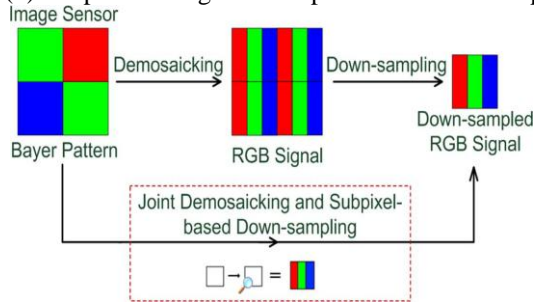 Image Sensor
Demosaicking
Down-sampling
Bayer Pattern
RGB Signal
Down-sampled
RGB Signal
Joint Demosaicking and Subpixel-
based Down-sampling
=